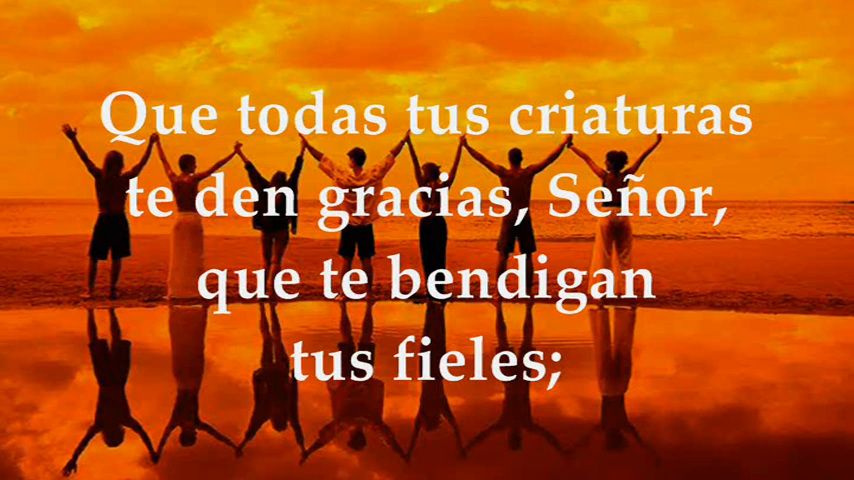 Que todas tus criaturas
te den gracias, Señor,
que te bendigan
tus fieles;